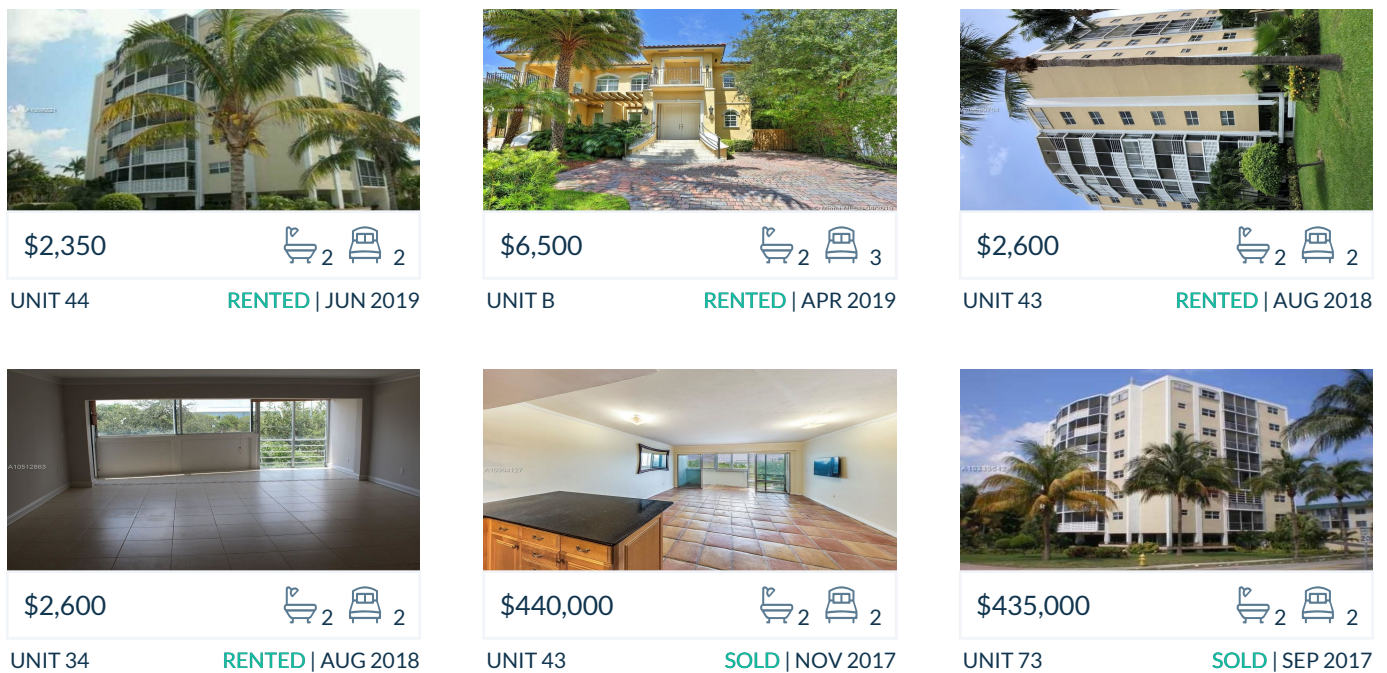 $2,350 2 2
UNIT 44 RENTED | JUN 2019
$6,500 2 3
UNIT B RENTED | APR 2019
$2,600 2 2
UNIT 43 RENTED | AUG 2018
A10512863
$2,600 2 2
UNIT 34 RENTED | AUG 2018
$440,000 2 2
UNIT 43 SOLD | NOV 2017
$435,000 2 2
UNIT 73 SOLD | SEP 2017